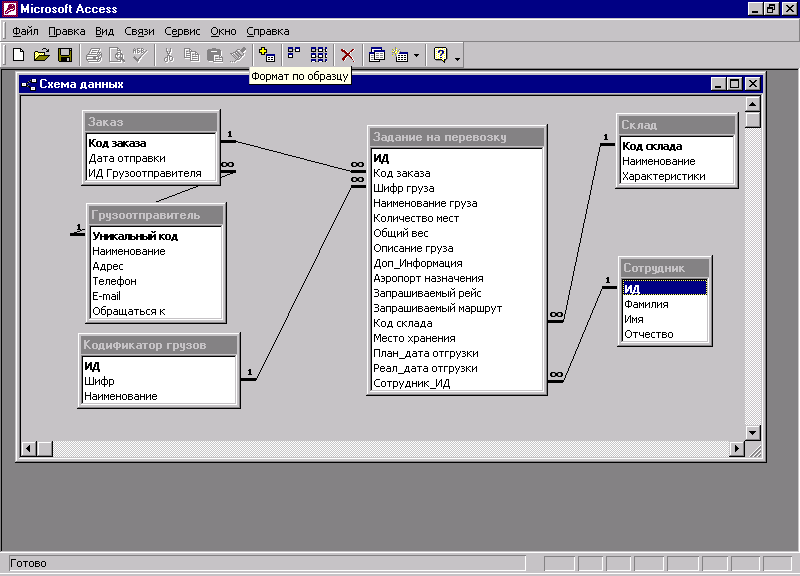 Microsoft Access
Файл Правка Вид Связи Сервис Окно Справка
Формат по образцу
Схема данных
Заказ
Код заказа
Дата отправки
ИД Грузоотправителя
1
∞
Грузоотправитель
1
Уникальный код
Наименование
Адрес
Телефон
E-mail
Обращаться к
Кодификатор грузов
ИД
Шифр
Наименование
1
Задание на перевозку
∞
∞
ИД
Код заказа
Шифр груза
Наименование груза
Количество мест
Общий вес
Описание груза
Доп_Информация
Аэропорт назначения
Запрашиваемый рейс
Запрашиваемый маршрут
Код склада
Место хранения
План_дата отгрузки
Реал_дата отгрузки
Сотрудник_ИД
∞
∞
Склад
1
Код склада
Наименование
Характеристики
Сотрудник
1
ИД
Фамилия
Имя
Отчество
Готово